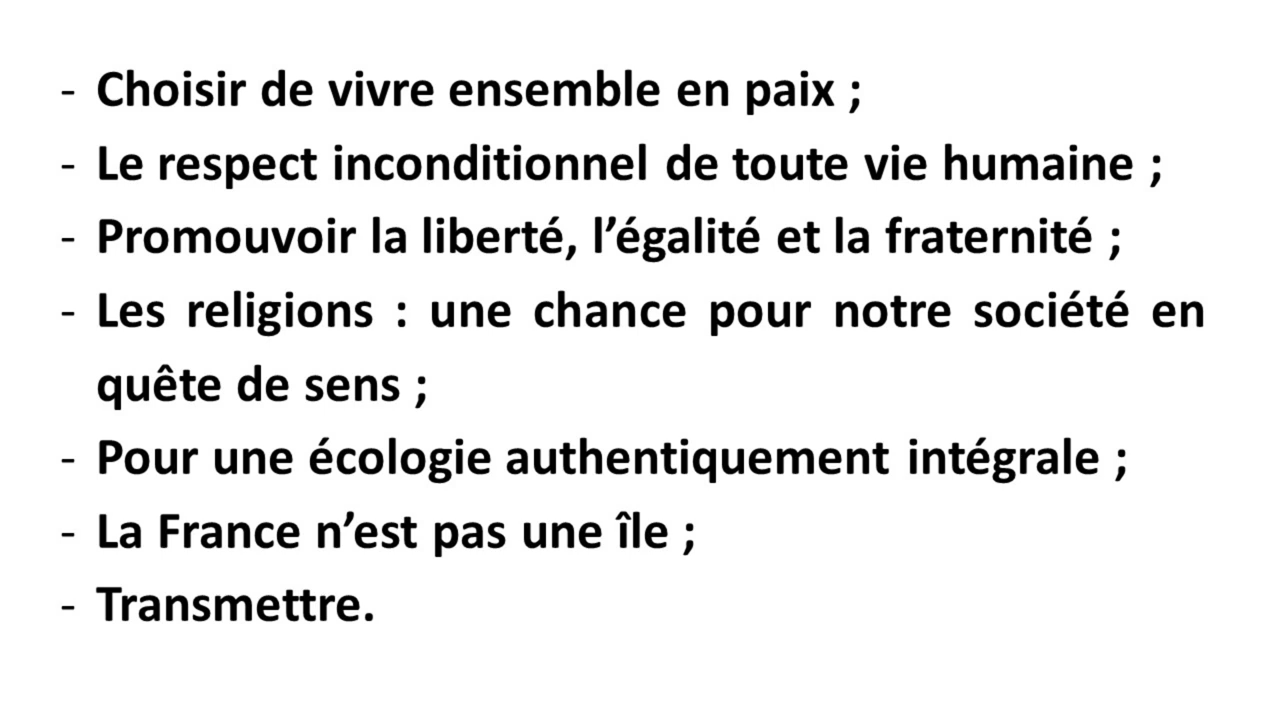 - Choisir de vivre ensemble en paix ;
- Le respect inconditionnel de toute vie humaine ;
- Promouvoir la liberté, l’égalité et la fraternité ;
- Les religions : une chance pour notre société en
quête de sens ;
- Pour une écologie authentiquement intégrale ;
- La France n’est pas une île ;
- Transmettre.